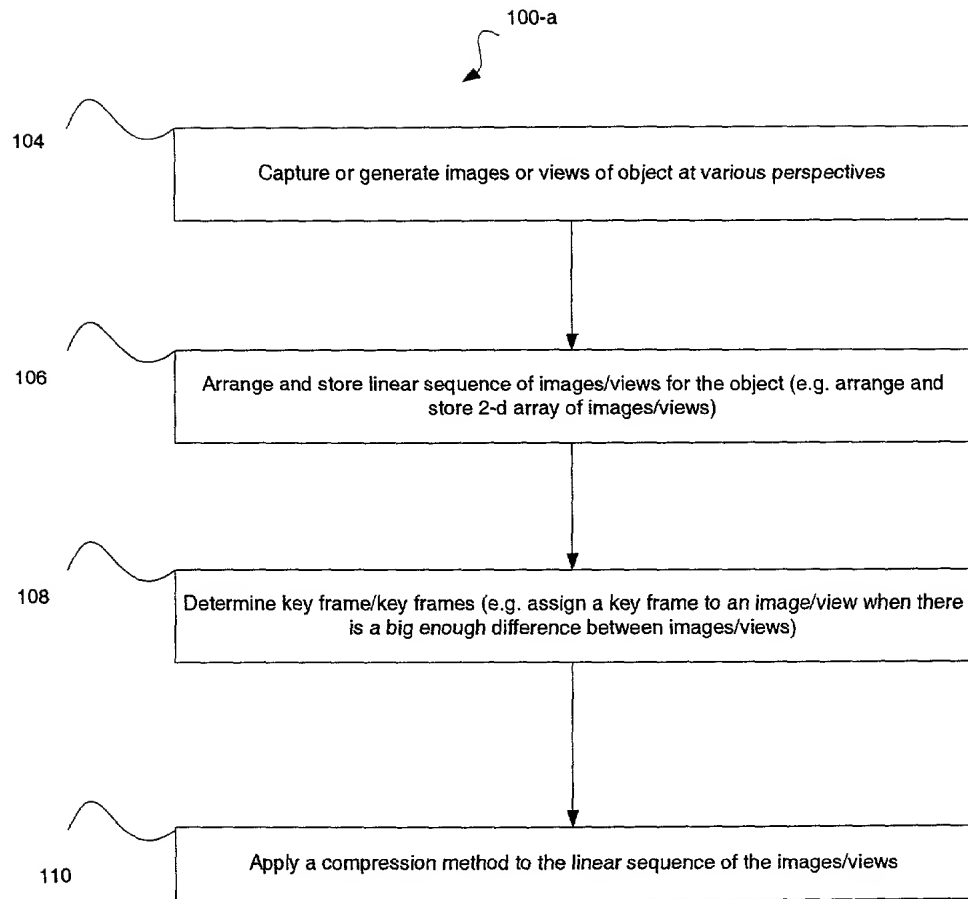 100-a
104
Capture or generate images or views of object at various perspectives
106
Arrange and store linear sequence of images/views for the object (e.g. arrange and
store 2-d array of images/views)
108
Determine key frame/key frames (e.g. assign a key frame to an image/view when there
is a big enough difference between images/views)
110
Apply a compression method to the linear sequence of the images/views